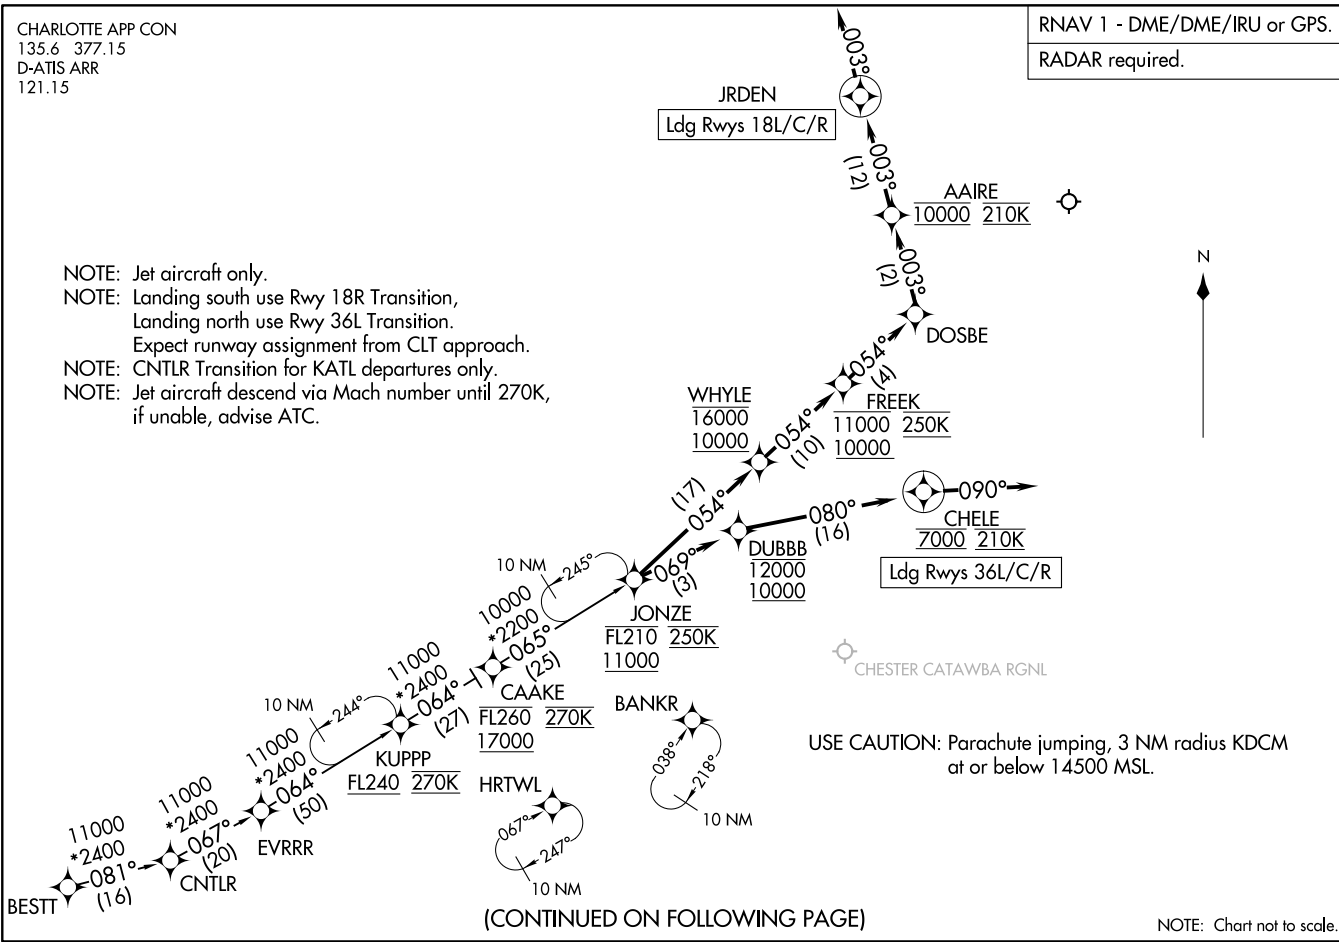 CHARLOTTE APP CON
135.6 377.15
D-ATIS ARR
121.15
RNAV 1 - DME/DME/IRU or GPS.
RADAR required.
003°
JRDEN
Ldg Rwys 18L/C/R
003°
(12)
AAIRE
10000 210K
003°
(2)
N
NOTE: Jet aircraft only.
NOTE: Landing south use Rwy 18R Transition,
Landing north use Rwy 36L Transition.
Expect runway assignment from CLT approach.
NOTE: CNTLR Transition for KATL departures only.
NOTE: Jet aircraft descend via Mach number until 270K,
if unable, advise ATC.
DOSBE
054°
(4)
WHYLE
16000
10000
FREEK
11000 250K
10000
054°
(10)
(17)
054°
090°
CHELE
7000 210K
Ldg Rwys 36L/C/R
080°
(16)
DUBBB
12000
10000
069°
(3)
10 NM
245°
JONZE
FL210 250K
11000
10000
*2200
065°
(25)
CHESTER CATAWBA RGNL
11000
*2400
064°
(27)
CAAKE
FL260 270K
17000
BANKR
038°
218°
10 NM
USE CAUTION: Parachute jumping, 3 NM radius KDCM
at or below 14500 MSL.
10 NM
244°
KUPPP
FL240 270K
11000
*2400
064°
(50)
HRTWL
067°
247°
10 NM
11000
*2400
067°
(20)
EVRRR
11000
*2400
081°
(16)
CNTLR
BESTT
(CONTINUED ON FOLLOWING PAGE)
NOTE: Chart not to scale.